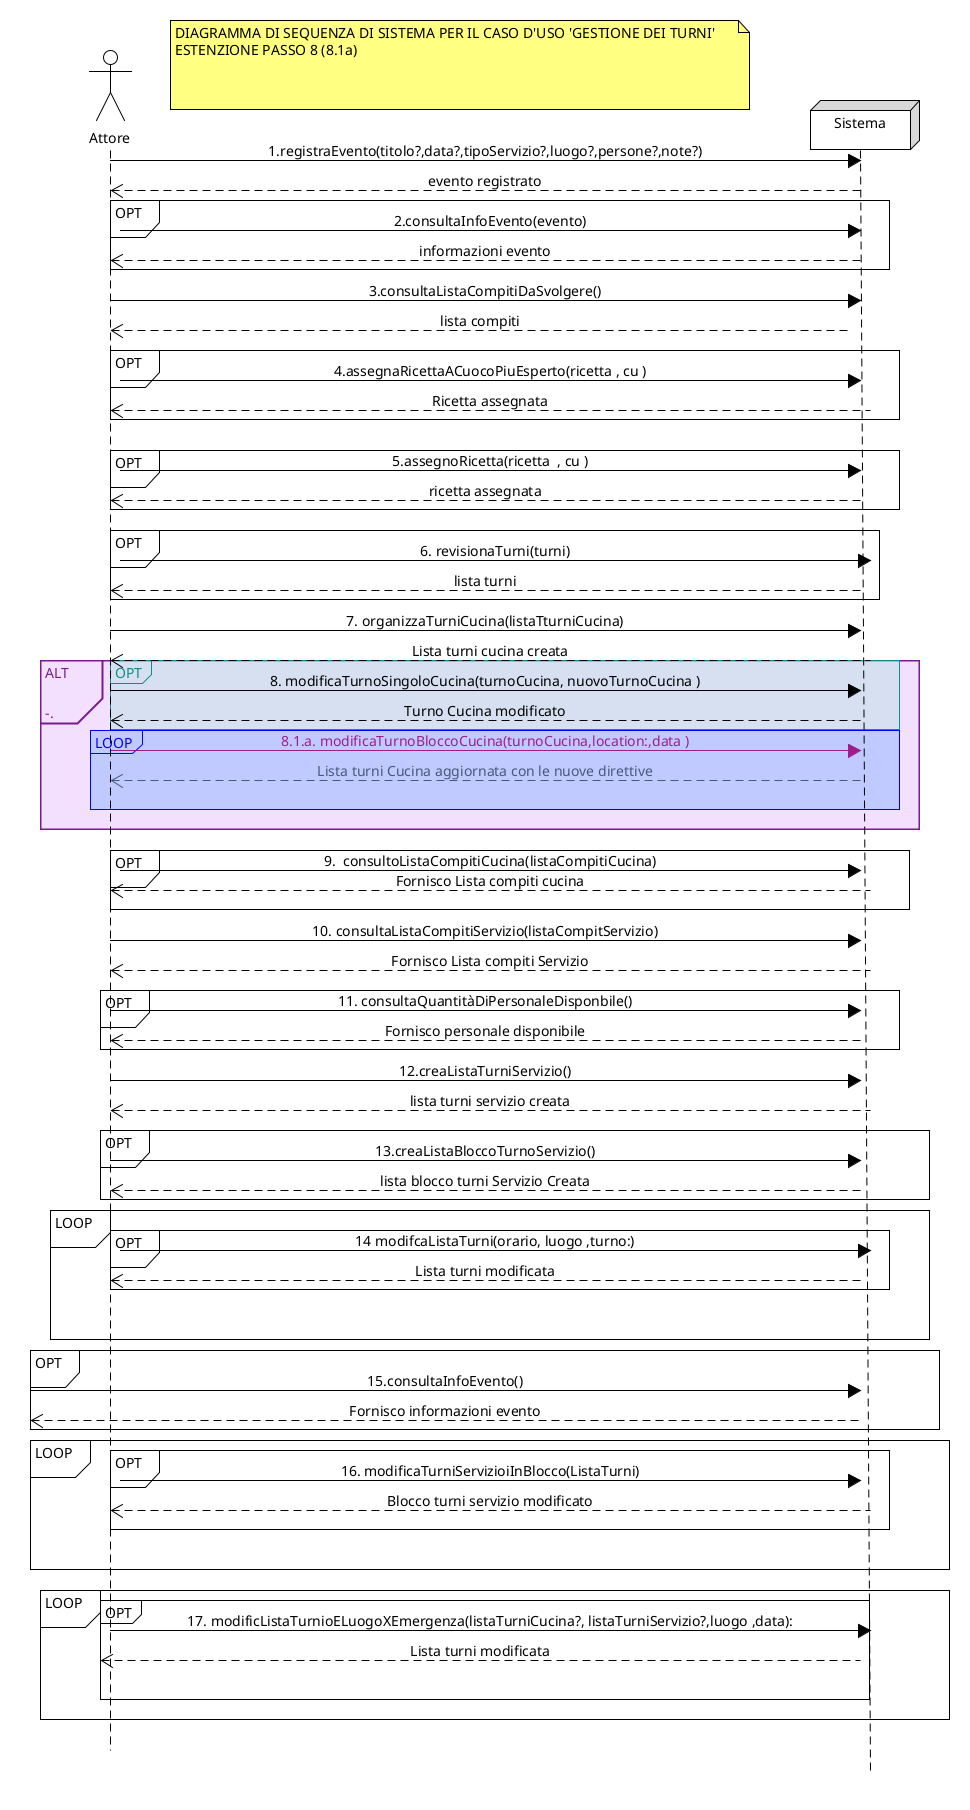 DIAGRAMMA DI SEQUENZA DI SISTEMA PER IL CASO D'USO 'GESTIONE DEI TURNI'
ESTENZIONE PASSO 8 (8.1a)
Attore
Sistema
1.registraEvento(titolo?,data?,tipoServizio?,luogo?,persone?,note?)
evento registrato
OPT
2.consultaInfoEvento(evento)
informazioni evento
3.consultaListaCompitiDaSvolgere()
lista compiti
OPT
4.assegnaRicettaACuocoPiuEsperto(ricetta , cu )
Ricetta assegnata
OPT
5.assegnoRicetta(ricetta  , cu )
ricetta assegnata
OPT
6. revisionaTurni(turni)
lista turni
7. organizzaTurniCucina(listaTturniCucina)
Lista turni cucina creata
ALT
OPT
8. modificaTurnoSingoloCucina(turnoCucina, nuovoTurnoCucina )
-.
Turno Cucina modificato
LOOP
8.1.a. modificaTurnoBloccoCucina(turnoCucina,location:,data )
Lista turni Cucina aggiornata con le nuove direttive
OPT
9.  consultoListaCompitiCucina(listaCompitiCucina)
Fornisco Lista compiti cucina
10. consultaListaCompitiServizio(listaCompitServizio)
Fornisco Lista compiti Servizio
OPT
11. consultaQuantitàDiPersonaleDisponbile()
Fornisco personale disponibile
12.creaListaTurniServizio()
lista turni servizio creata
OPT
13.creaListaBloccoTurnoServizio()
lista blocco turni Servizio Creata
LOOP
OPT
14 modifcaListaTurni(orario, luogo ,turno:)
Lista turni modificata
OPT
15.consultaInfoEvento()
Fornisco informazioni evento
LOOP
OPT
16. modificaTurniServizioiInBlocco(ListaTurni)
Blocco turni servizio modificato
LOOP
OPT
17. modificListaTurnioELuogoXEmergenza(listaTurniCucina?, listaTurniServizio?,luogo ,data):
Lista turni modificata